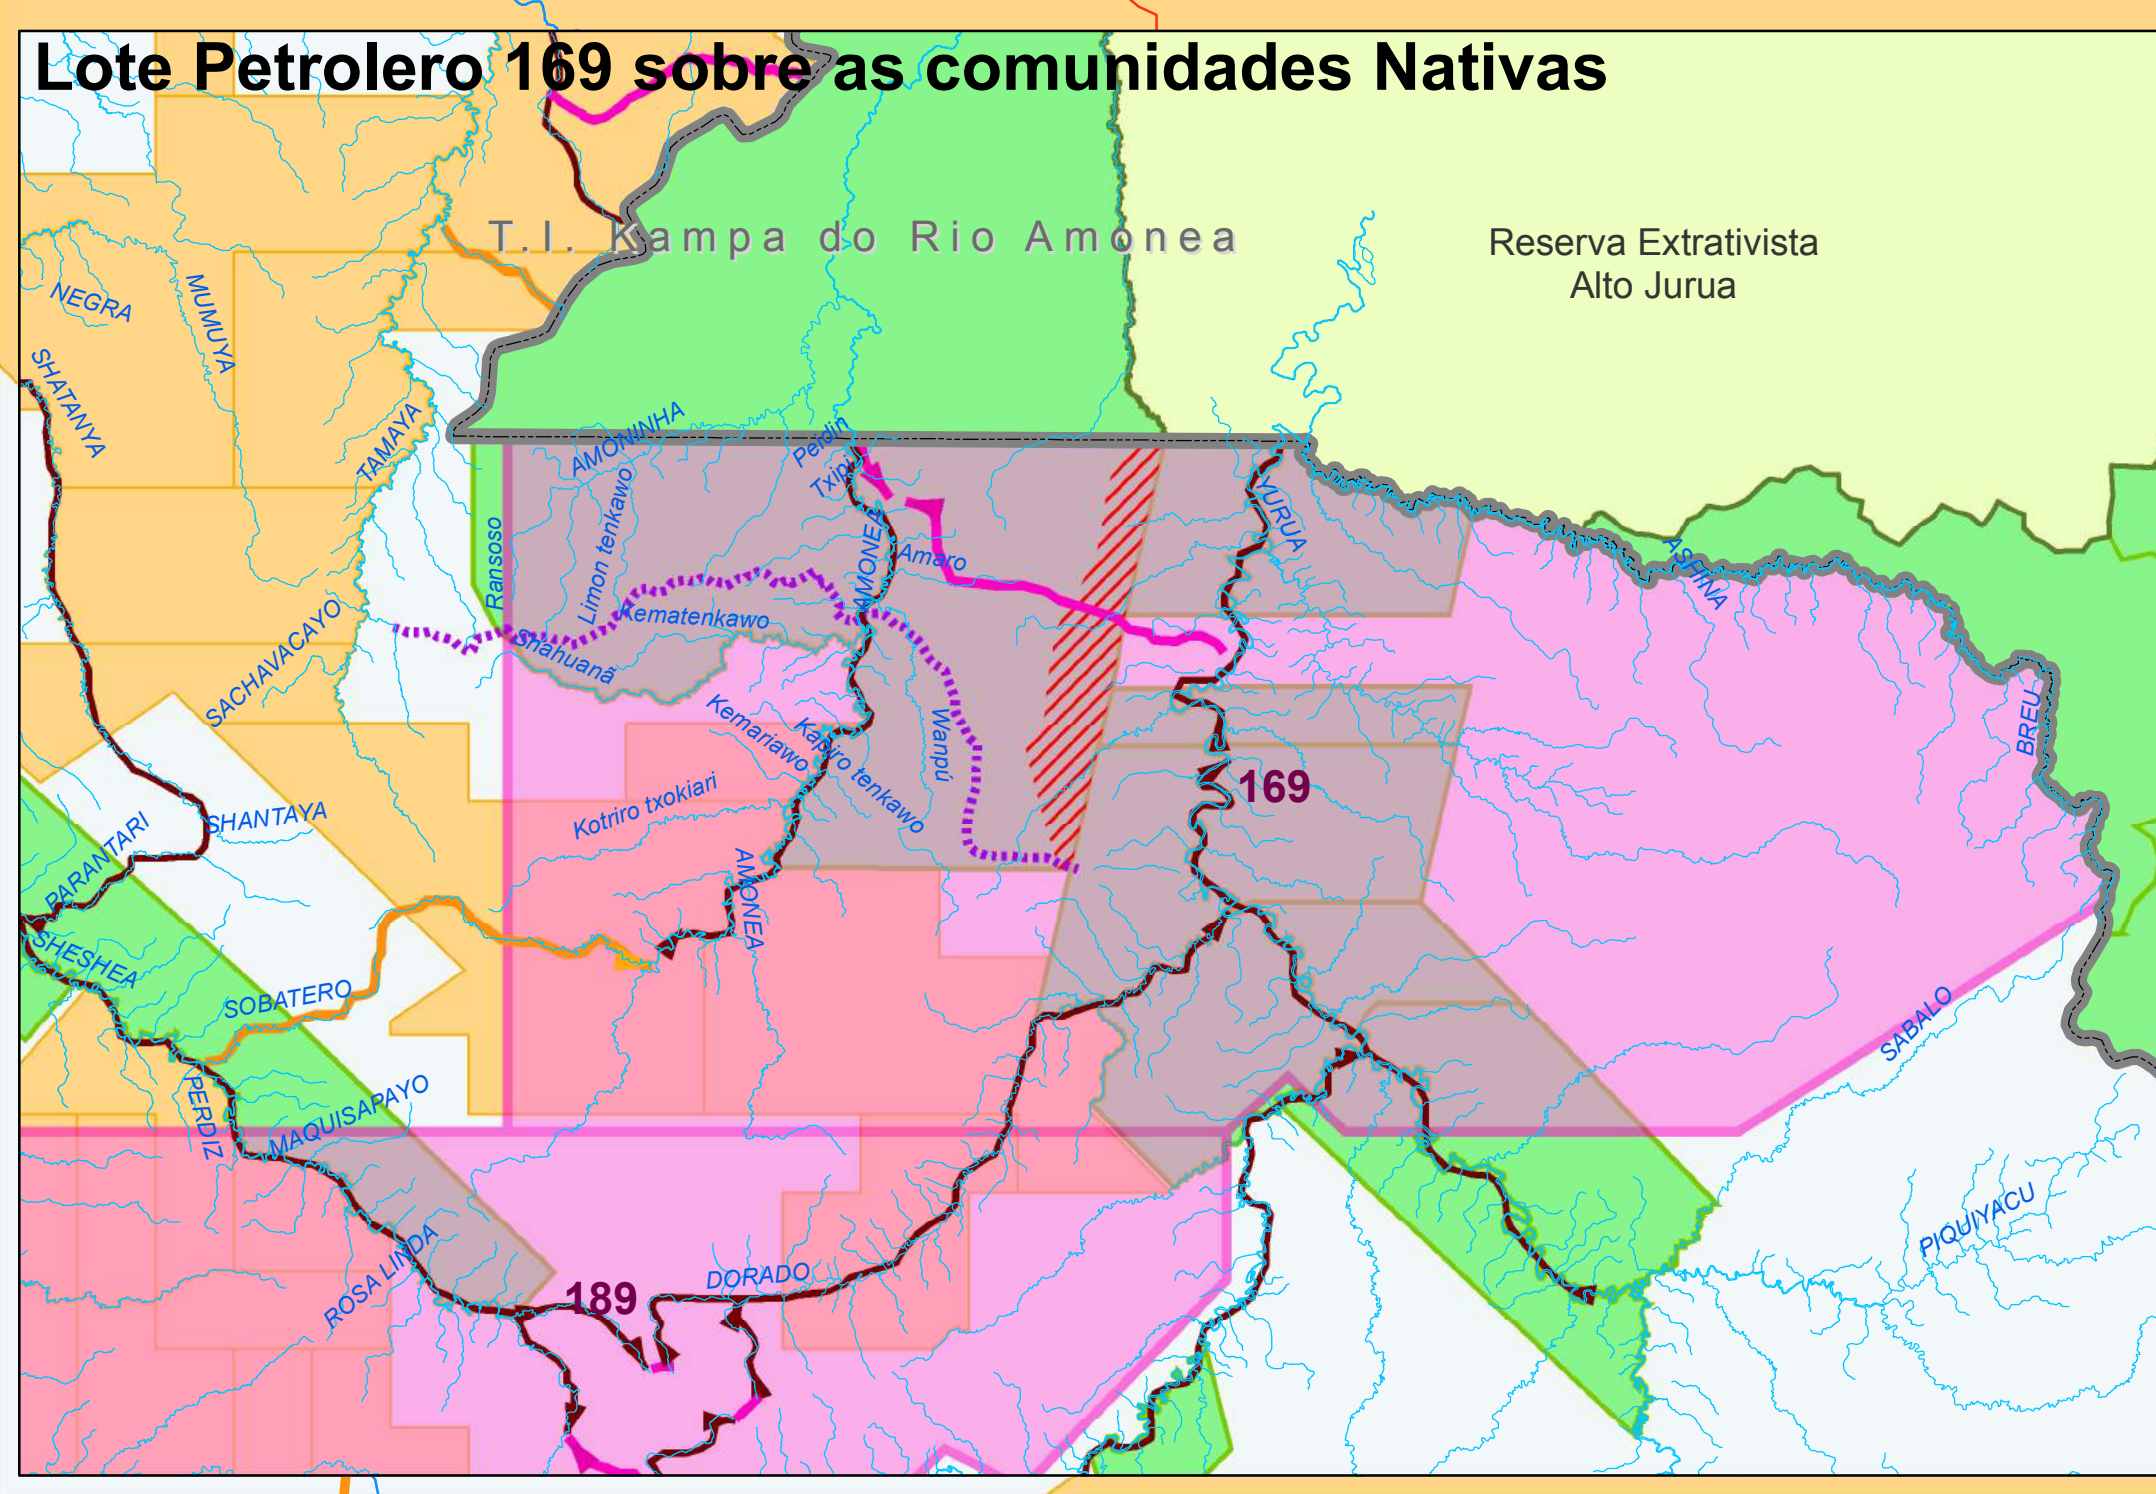 Lote Petrolero 169 sobre as comunidades Nativas
T.I. Kampa do Rio Amonea
Reserva Extrativista
Alto Jurua
NEGRA
MUMUYA
SHATANYA
TAMAYA
AMONINHA
Peidin
Txipi
Limon tenkawo
Ransoso
AMONEA
Amaro
YURUA
ASHINA
Kematenkawo
Shahuanã
SACHAVACAYO
Kemariawo
Kapiro tenkawo
Wanpú
BREU
169
Kotriro txokiari
SHANTAYA
PARANTARI
AMONEA
SHESHEA
SOBATERO
SABALO
PERDIZ
MAQUISAPAYO
PIQUIYACU
ROSA LINDA
DORADO
189